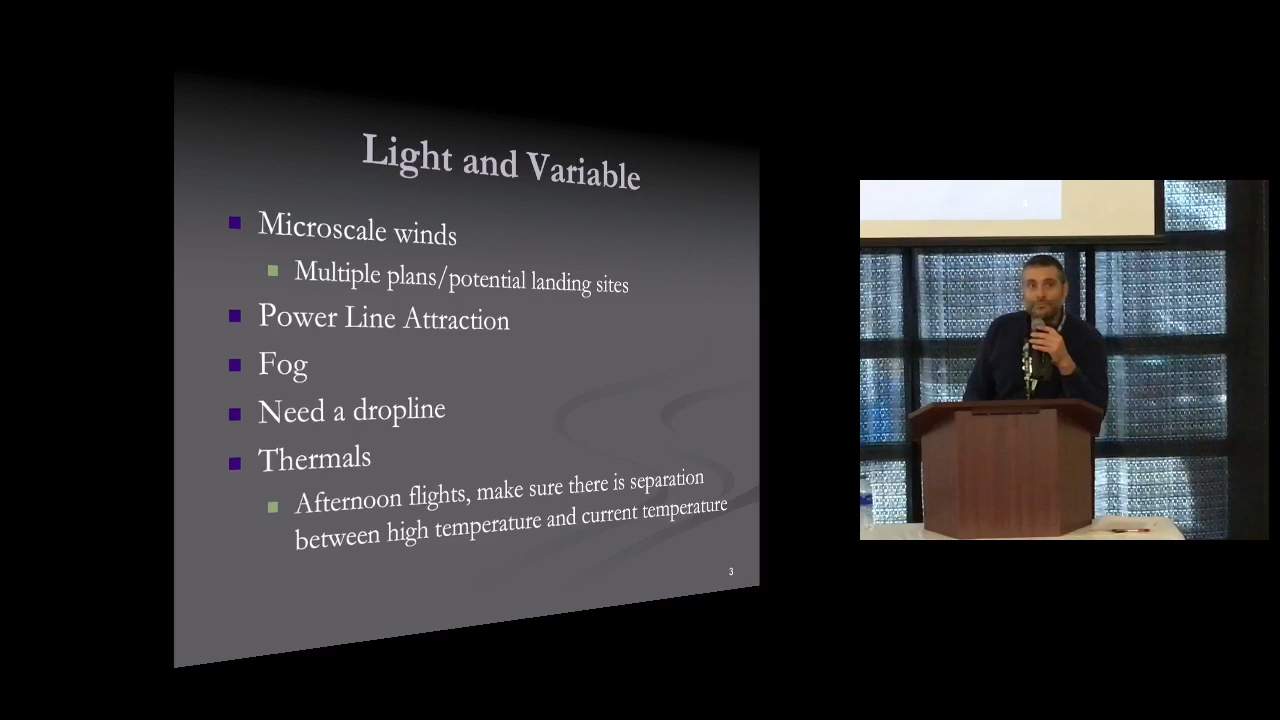 Light and Variable
Microscale winds
Multiple plans/potential landing sites
Power Line Attraction
Fog
Need a dropline
Thermals
Afternoon flights, make sure there is separation
between high temperature and current temperature
3